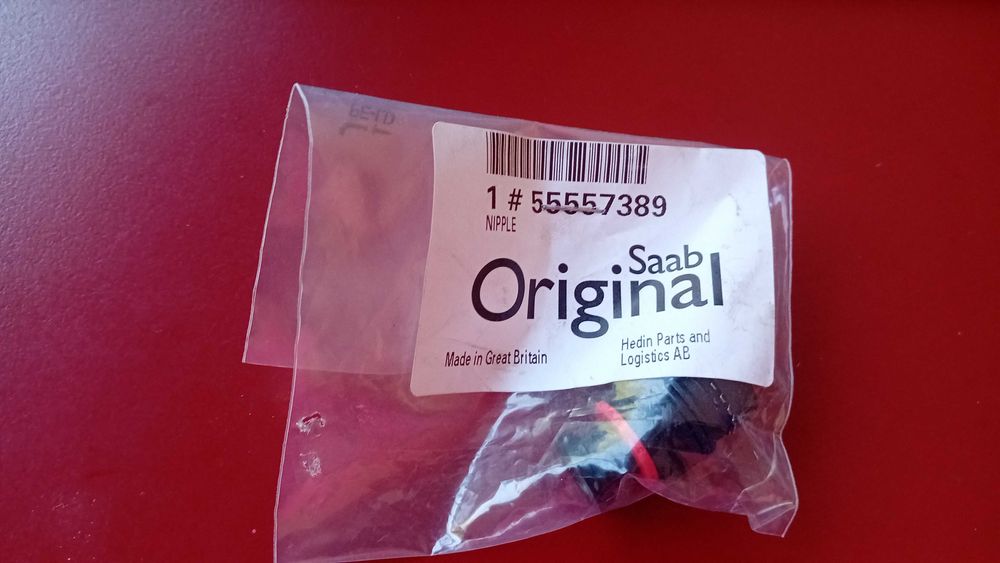 1 # 55557389
NIPPLE
Saab
Original
Made in Great Britain
Hedin Parts and
Logistics AB